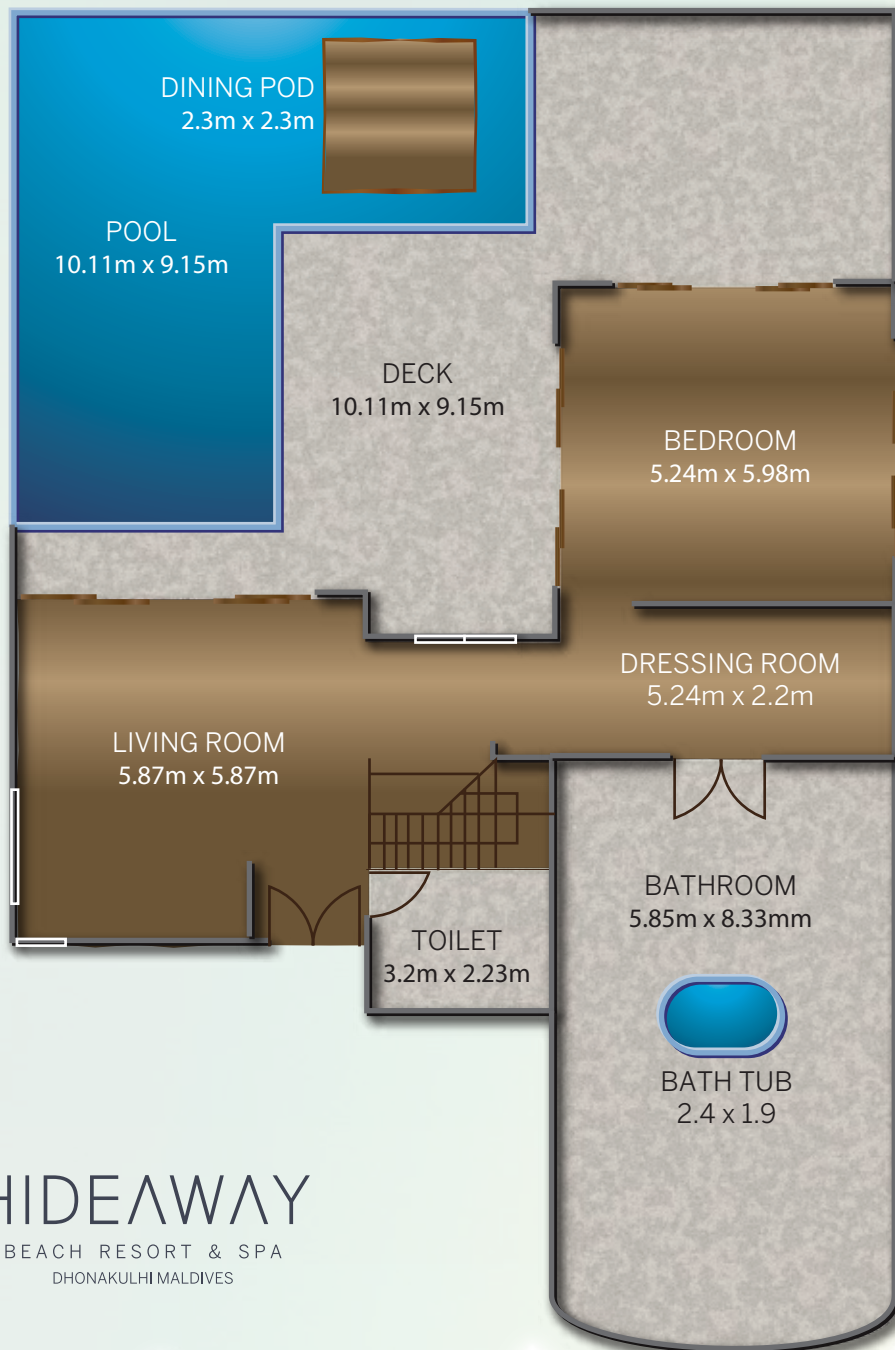 DINING POD
2.3m x 2.3m
POOL
10.11m x 9.15m
DECK
10.11m x 9.15m
BEDROOM
5.24m x 5.98m
DRESSING ROOM
5.24m x 2.2m
LIVING ROOM
5.87m x 5.87m
BATHROOM
5.85m x 8.33mm
TOILET
3.2m x 2.23m
BATH TUB
2.4 x 1.9
HIDEAWAY
BEACH RESORT & SPA
DHONAKULHI MALDIVES